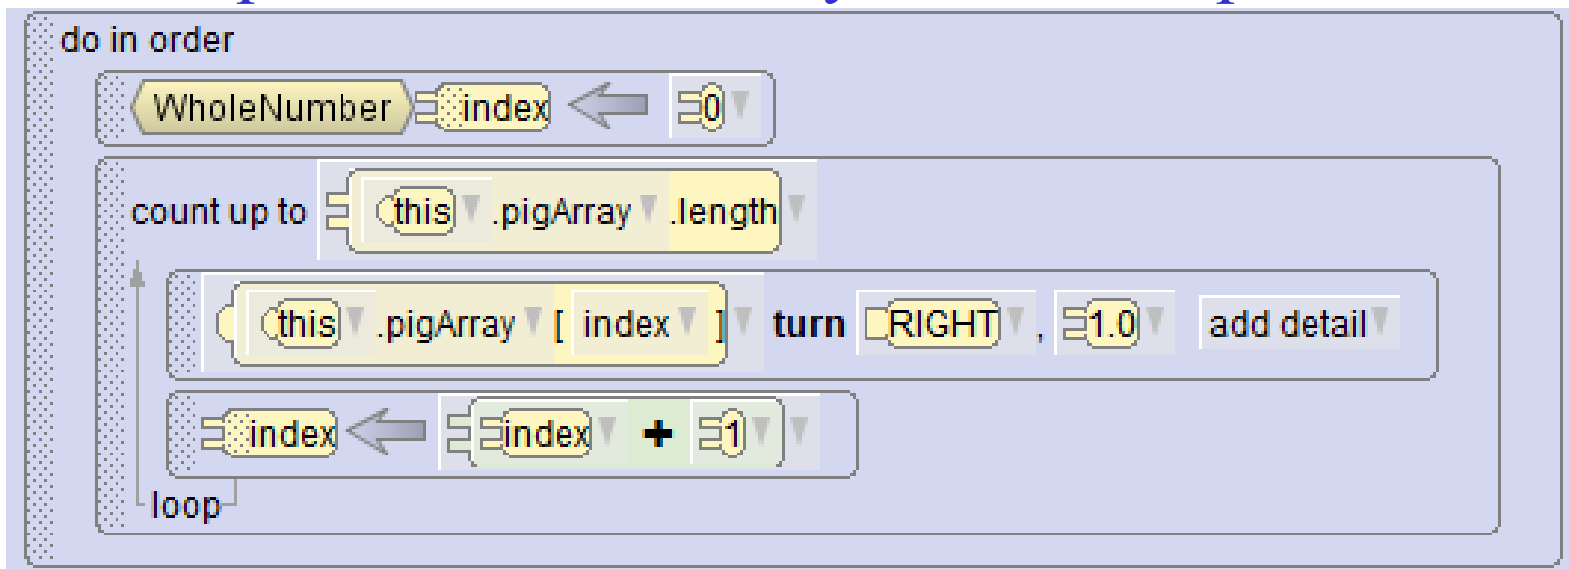 do in order
WholeNumber index 0
count up to this .pigArray .length
this .pigArray [ index ] turn RIGHT , 1.0 add detail
index index + 1
loop